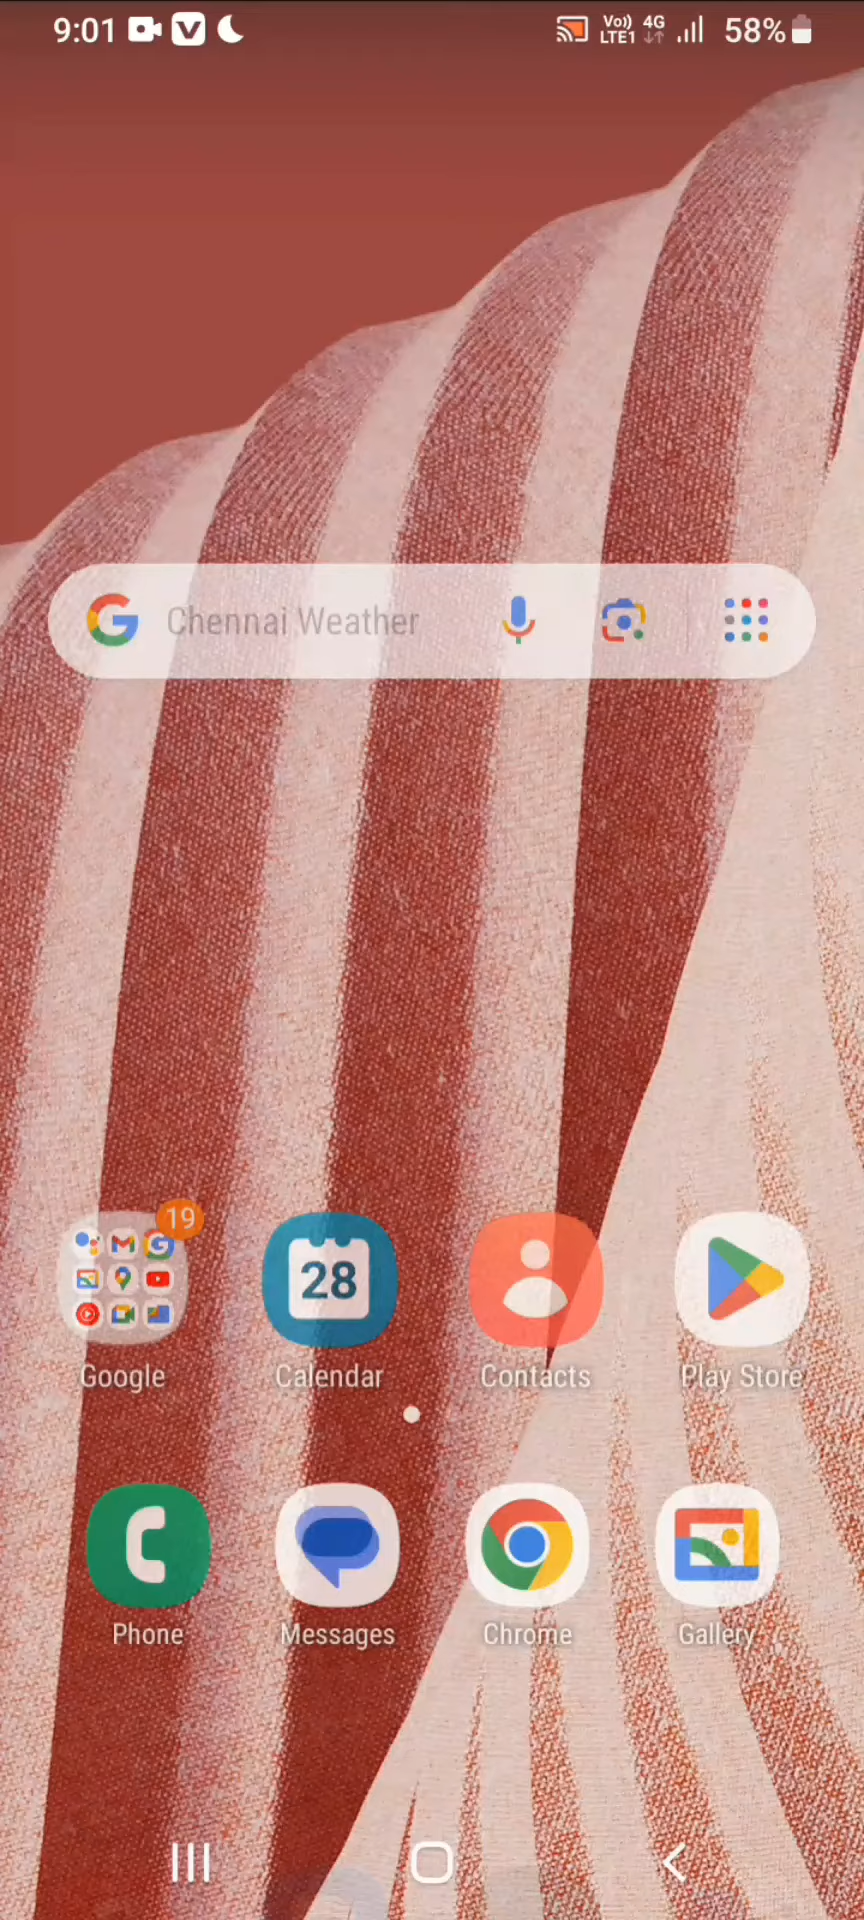 9:01 Vo)) LTE1 4G 58%
Chennai Weather
19
28
Google Calendar Contacts Play Store
Phone Messages Chrome Gallery